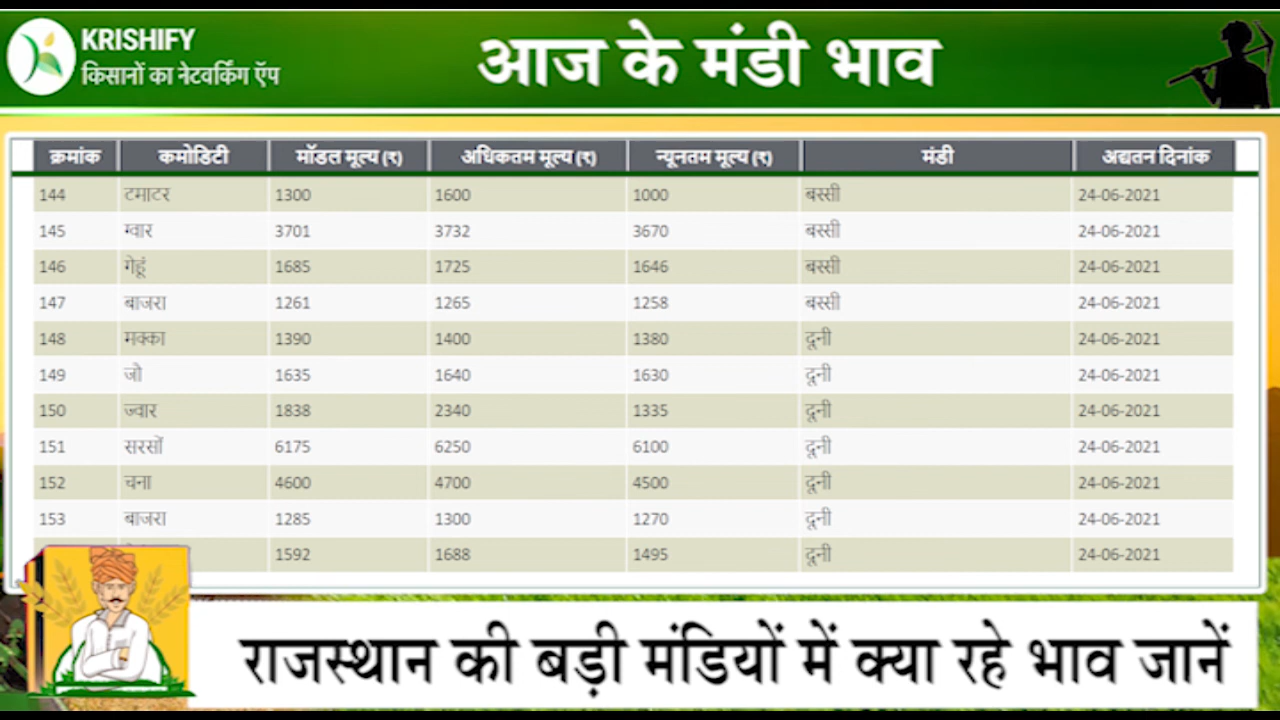 KRISHIFY
किसानों का नेटवर्किंग ऍप
आज के मंडी भाव
क्रमांक कमोडिटी मॉडल मूल्य (₹) अधिकतम मूल्य (₹) न्यूनतम मूल्य (₹) मंडी अद्यतन दिनांक
144 टमाटर 1300 1600 1000 बस्सी 24-06-2021
145 ग्वार 3701 3732 3670 बस्सी 24-06-2021
146 गेहूं 1685 1725 1646 बस्सी 24-06-2021
147 बाजरा 1261 1265 1258 बस्सी 24-06-2021
148 मक्का 1390 1400 1380 दूनी 24-06-2021
149 जो 1635 1640 1630 दूनी 24-06-2021
150 ज्वार 1838 2340 1335 दूनी 24-06-2021
151 सरसों 6175 6250 6100 दूनी 24-06-2021
152 चना 4600 4700 4500 दूनी 24-06-2021
153 बाजरा 1285 1300 1270 दूनी 24-06-2021
1592 1688 1495 दूनी 24-06-2021
राजस्थान की बड़ी मंडियों में क्या रहे भाव जानें